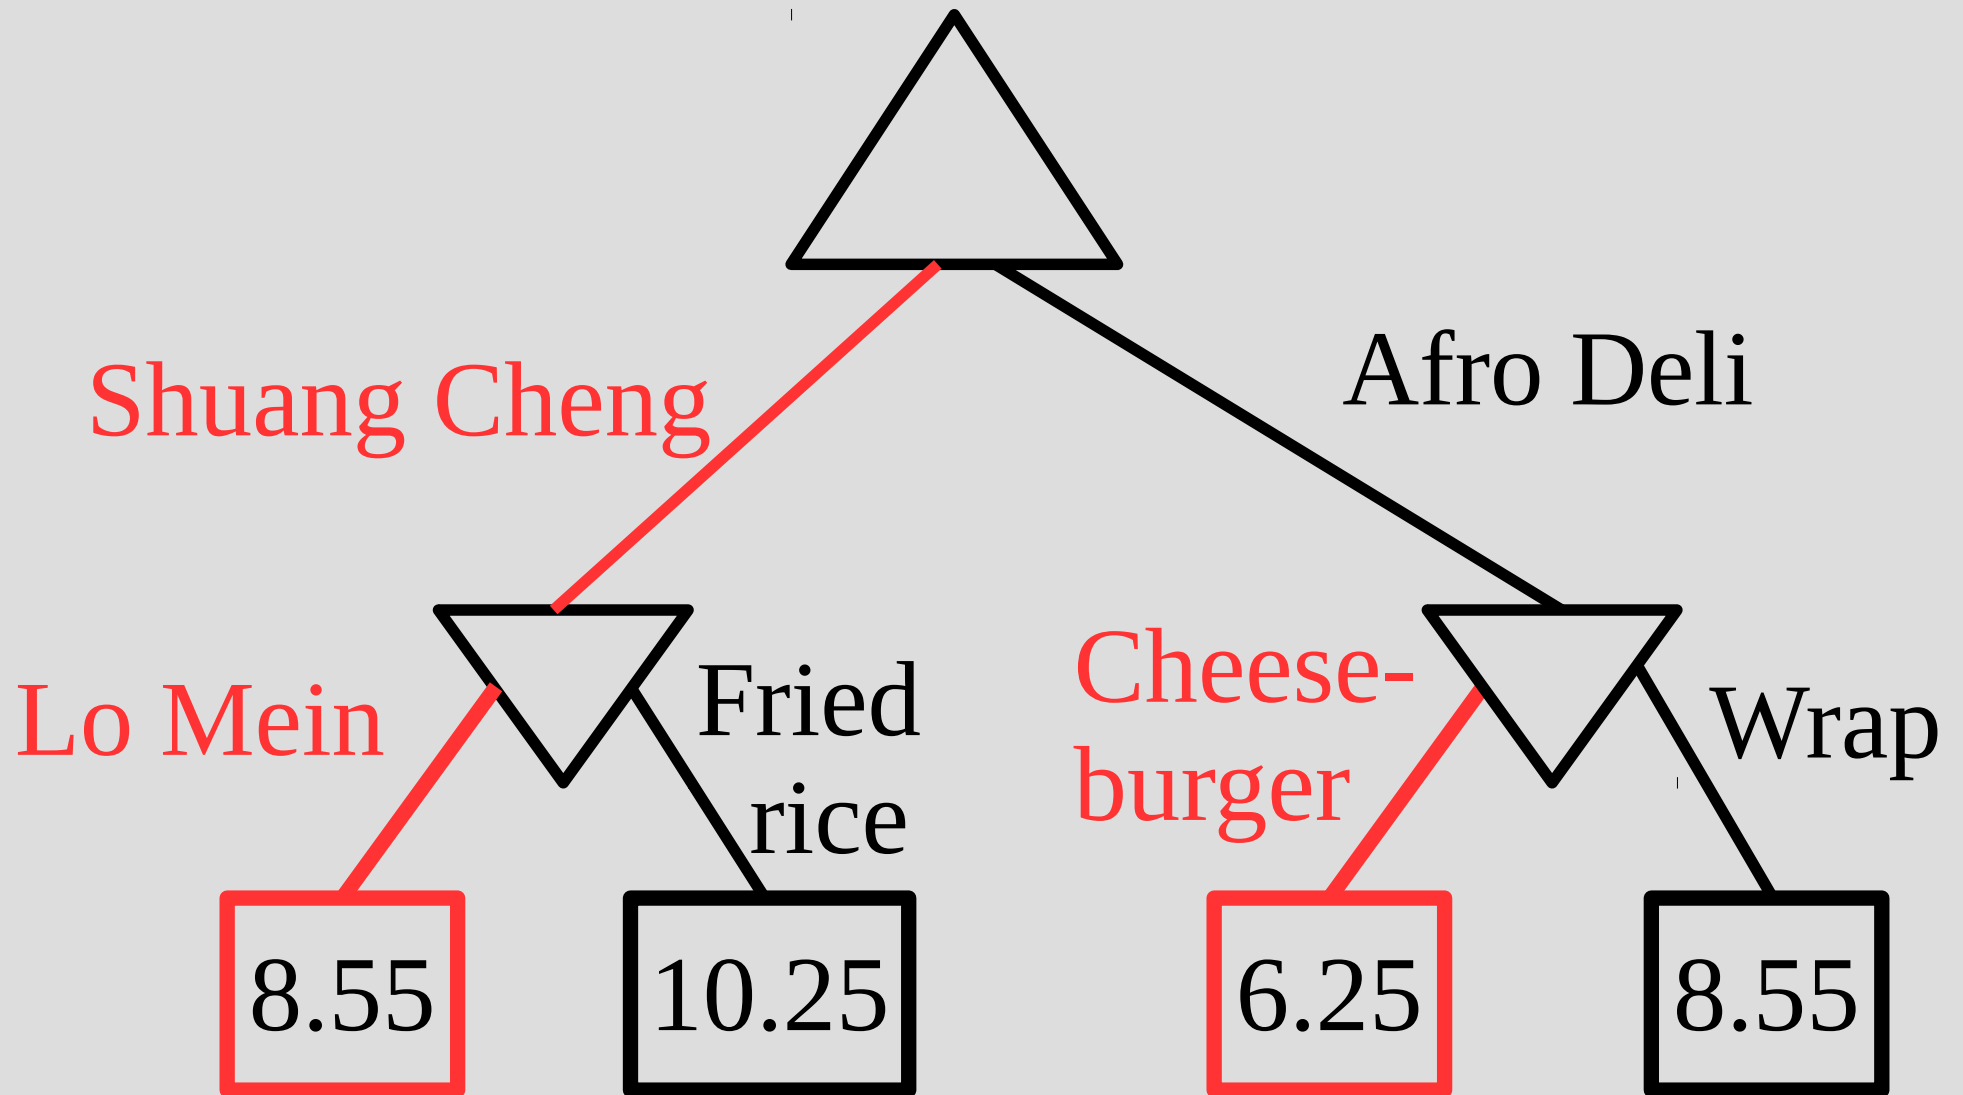 Shuang Cheng
Afro Deli
Lo Mein
Fried
rice
Cheese-
burger
Wrap
8.55
10.25
6.25
8.55